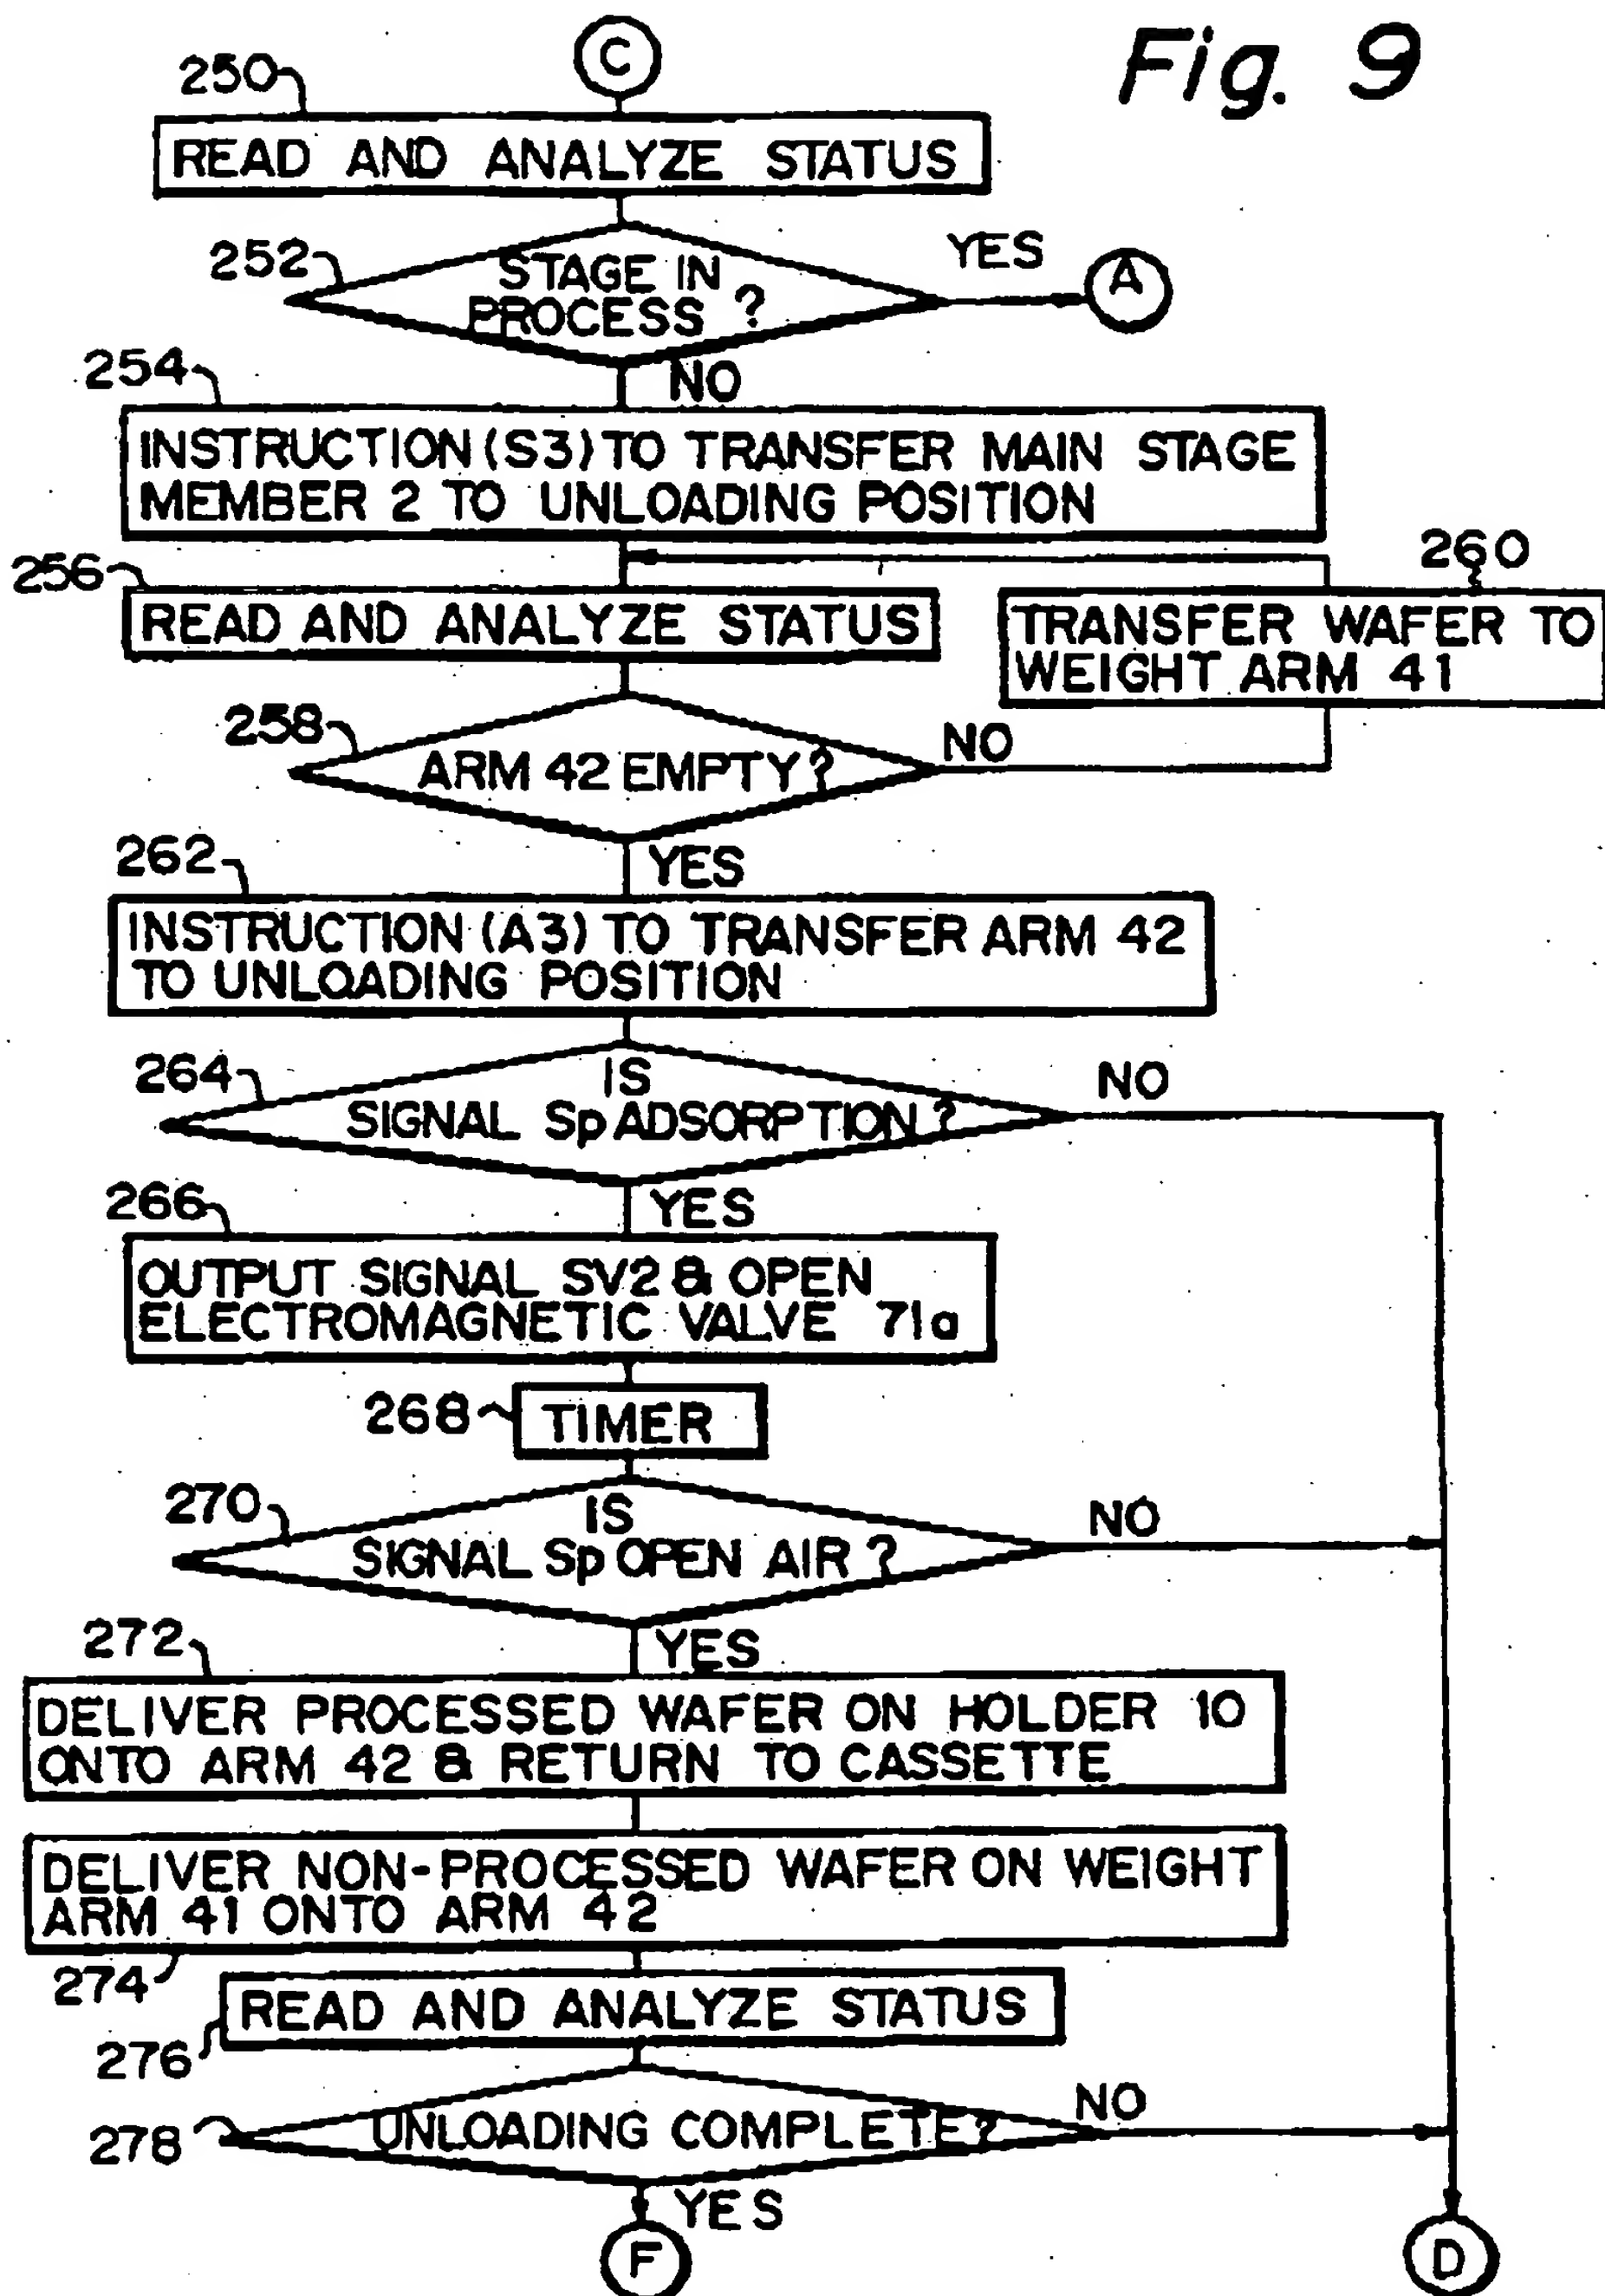 Fig. 9
C
250
READ AND ANALYZE STATUS
252
STAGE IN
PROCESS ?
YES
A
NO
254
INSTRUCTION (S3) TO TRANSFER MAIN STAGE
MEMBER 2 TO UNLOADING POSITION
256
READ AND ANALYZE STATUS
260
TRANSFER WAFER TO
WEIGHT ARM 41
258
ARM 42 EMPTY?
NO
YES
262
INSTRUCTION (A3) TO TRANSFER ARM 42
TO UNLOADING POSITION
264
IS
SIGNAL Sp ADSORPTION ?
NO
YES
266
OUTPUT SIGNAL SV2 & OPEN
ELECTROMAGNETIC VALVE 71a
268
TIMER
270
IS
SIGNAL Sp OPEN AIR ?
NO
YES
272
DELIVER PROCESSED WAFER ON HOLDER 10
ONTO ARM 42 & RETURN TO CASSETTE
DELIVER NON-PROCESSED WAFER ON WEIGHT
ARM 41 ONTO ARM 42
274
READ AND ANALYZE STATUS
276
278
UNLOADING COMPLETE?
NO
YES
F
D